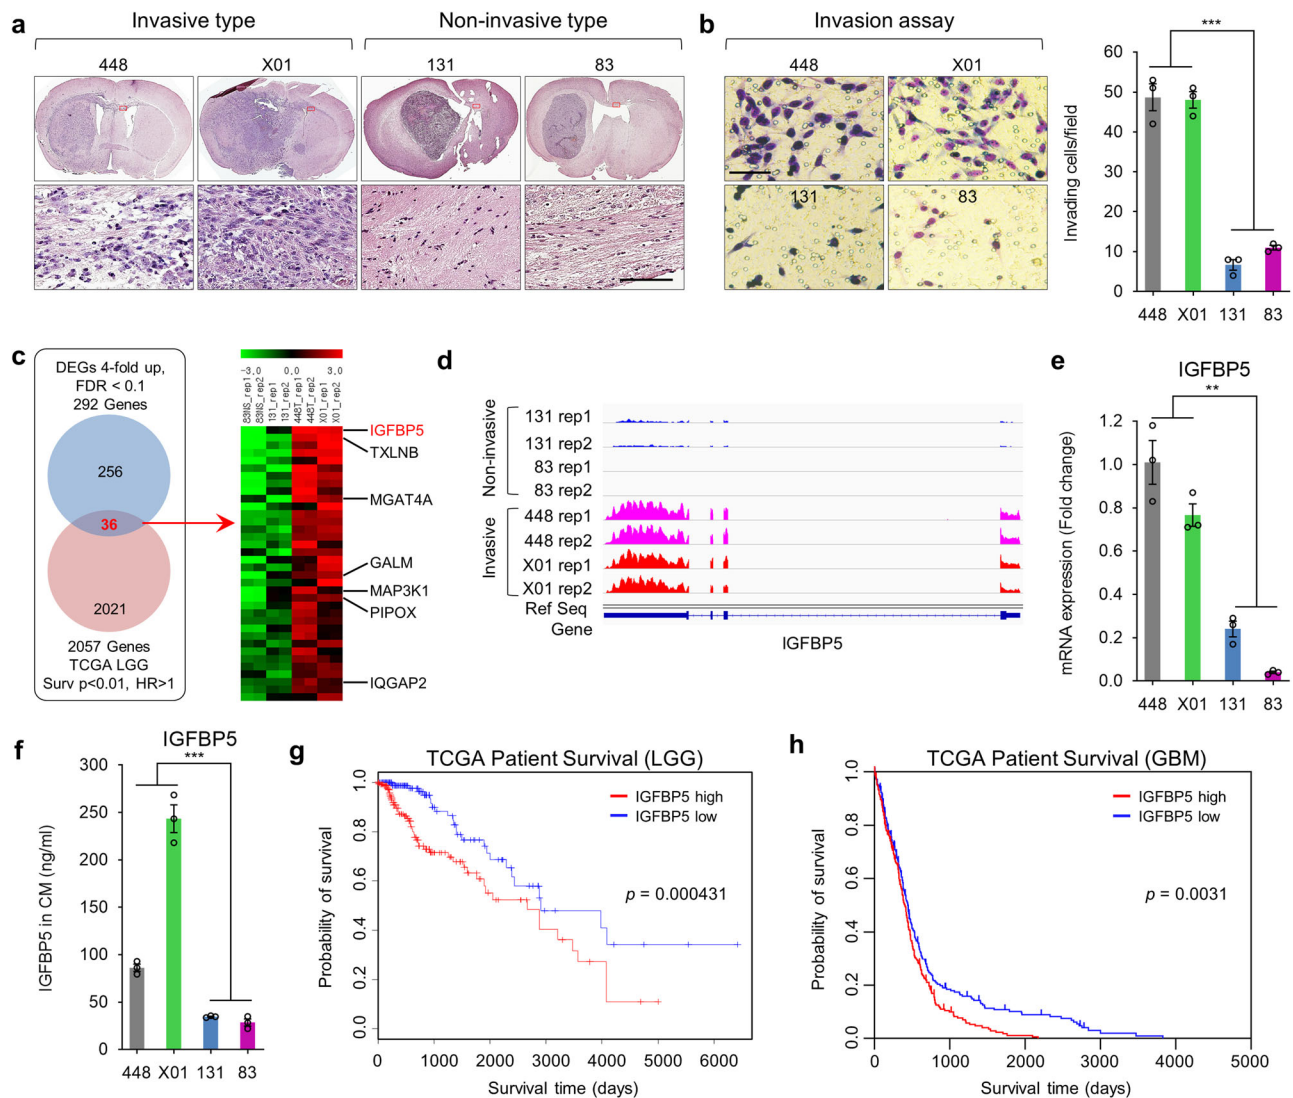 a
Invasive type
Non-invasive type
448
X01
131
83
b
Invasion assay
448
X01
131
83
***
Invading cells/field
60
50
40
30
20
10
0
448
X01
131
83
c
DEGs 4-fold up,
FDR < 0.1
292 Genes
256
36
2021
2057 Genes
TCGA LGG
Surv p<0.01, HR>1
-3.0
0.0
3.0
83NS_rep1
83NS_rep2
131_rep1
131_rep2
448T_rep1
448T_rep2
X01_rep1
X01_rep2
IGFBP5
TXLNB
MGAT4A
GALM
MAP3K1
PIPOX
IQGAP2
d
Non-invasive
131 rep1
131 rep2
83 rep1
83 rep2
Invasive
448 rep1
448 rep2
X01 rep1
X01 rep2
Ref Seq
Gene
IGFBP5
e
IGFBP5
**
mRNA expression (Fold change)
1.2
1.0
0.8
0.6
0.4
0.2
0.0
448
X01
131
83
f
IGFBP5
***
IGFBP5 in CM (ng/ml)
300
250
200
150
100
50
0
448
X01
131
83
g
TCGA Patient Survival (LGG)
IGFBP5 high
IGFBP5 low
p = 0.000431
Probability of survival
1.0
0.8
0.6
0.4
0.2
0.0
0
1000
2000
3000
4000
5000
6000
Survival time (days)
h
TCGA Patient Survival (GBM)
IGFBP5 high
IGFBP5 low
p = 0.0031
Probability of survival
1.0
0.8
0.6
0.4
0.2
0.0
0
1000
2000
3000
4000
5000
Survival time (days)